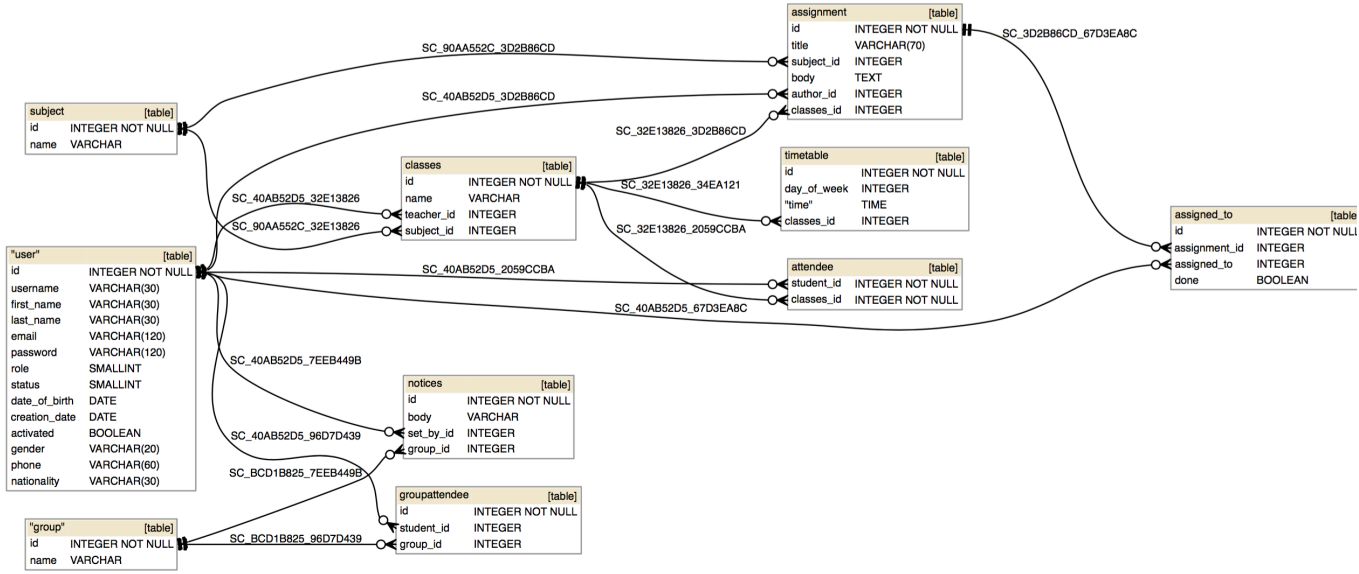 assignment [table]
id INTEGER NOT NULL
title VARCHAR(70)
subject_id INTEGER
body TEXT
author_id INTEGER
classes_id INTEGER
SC_3D2B86CD_67D3EA8C
SC_90AA552C_3D2B86CD
SC_40AB52D5_3D2B86CD
SC_32E13826_3D2B86CD
subject [table]
id INTEGER NOT NULL
name VARCHAR
classes [table]
id INTEGER NOT NULL
name VARCHAR
teacher_id INTEGER
subject_id INTEGER
SC_40AB52D5_32E13826
SC_90AA552C_32E13826
SC_32E13826_34EA121
SC_32E13826_2059CCBA
timetable [table]
id INTEGER NOT NULL
day_of_week INTEGER
"time" TIME
classes_id INTEGER
assigned_to [table]
id INTEGER NOT NULL
assignment_id INTEGER
assigned_to INTEGER
done BOOLEAN
"user" [table]
id INTEGER NOT NULL
username VARCHAR(30)
first_name VARCHAR(30)
last_name VARCHAR(30)
email VARCHAR(120)
password VARCHAR(120)
role SMALLINT
status SMALLINT
date_of_birth DATE
creation_date DATE
activated BOOLEAN
gender VARCHAR(20)
phone VARCHAR(60)
nationality VARCHAR(30)
SC_40AB52D5_2059CCBA
attendee [table]
student_id INTEGER NOT NULL
classes_id INTEGER NOT NULL
SC_40AB52D5_67D3EA8C
SC_40AB52D5_7EEB449B
notices [table]
id INTEGER NOT NULL
body VARCHAR
set_by_id INTEGER
group_id INTEGER
SC_40AB52D5_96D7D439
SC_BCD1B825_7EEB449B
groupattendee [table]
id INTEGER NOT NULL
student_id INTEGER
group_id INTEGER
SC_BCD1B825_96D7D439
"group" [table]
id INTEGER NOT NULL
name VARCHAR